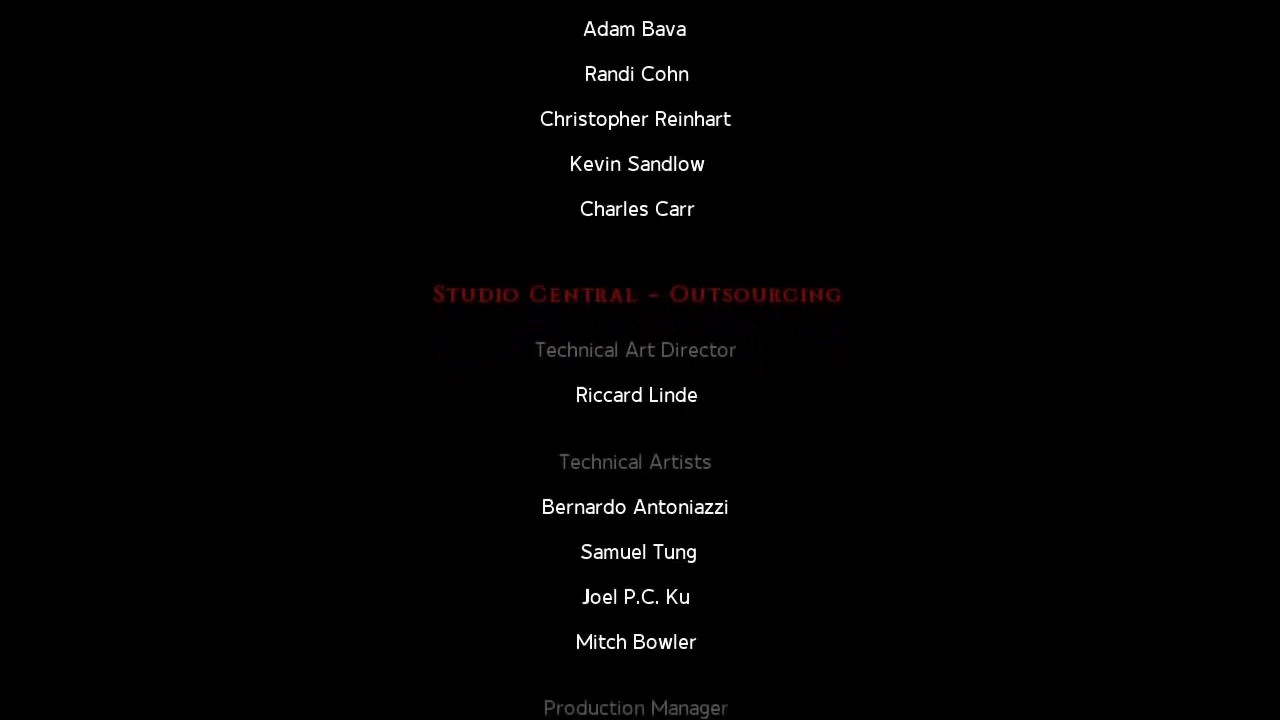 Adam Bava
Randi Cohn
Christopher Reinhart
Kevin Sandlow
Charles Carr
Studio Central - Outsourcing
Technical Art Director
Riccard Linde
Technical Artists
Bernardo Antoniazzi
Samuel Tung
Joel P.C. Ku
Mitch Bowler
Production Manager